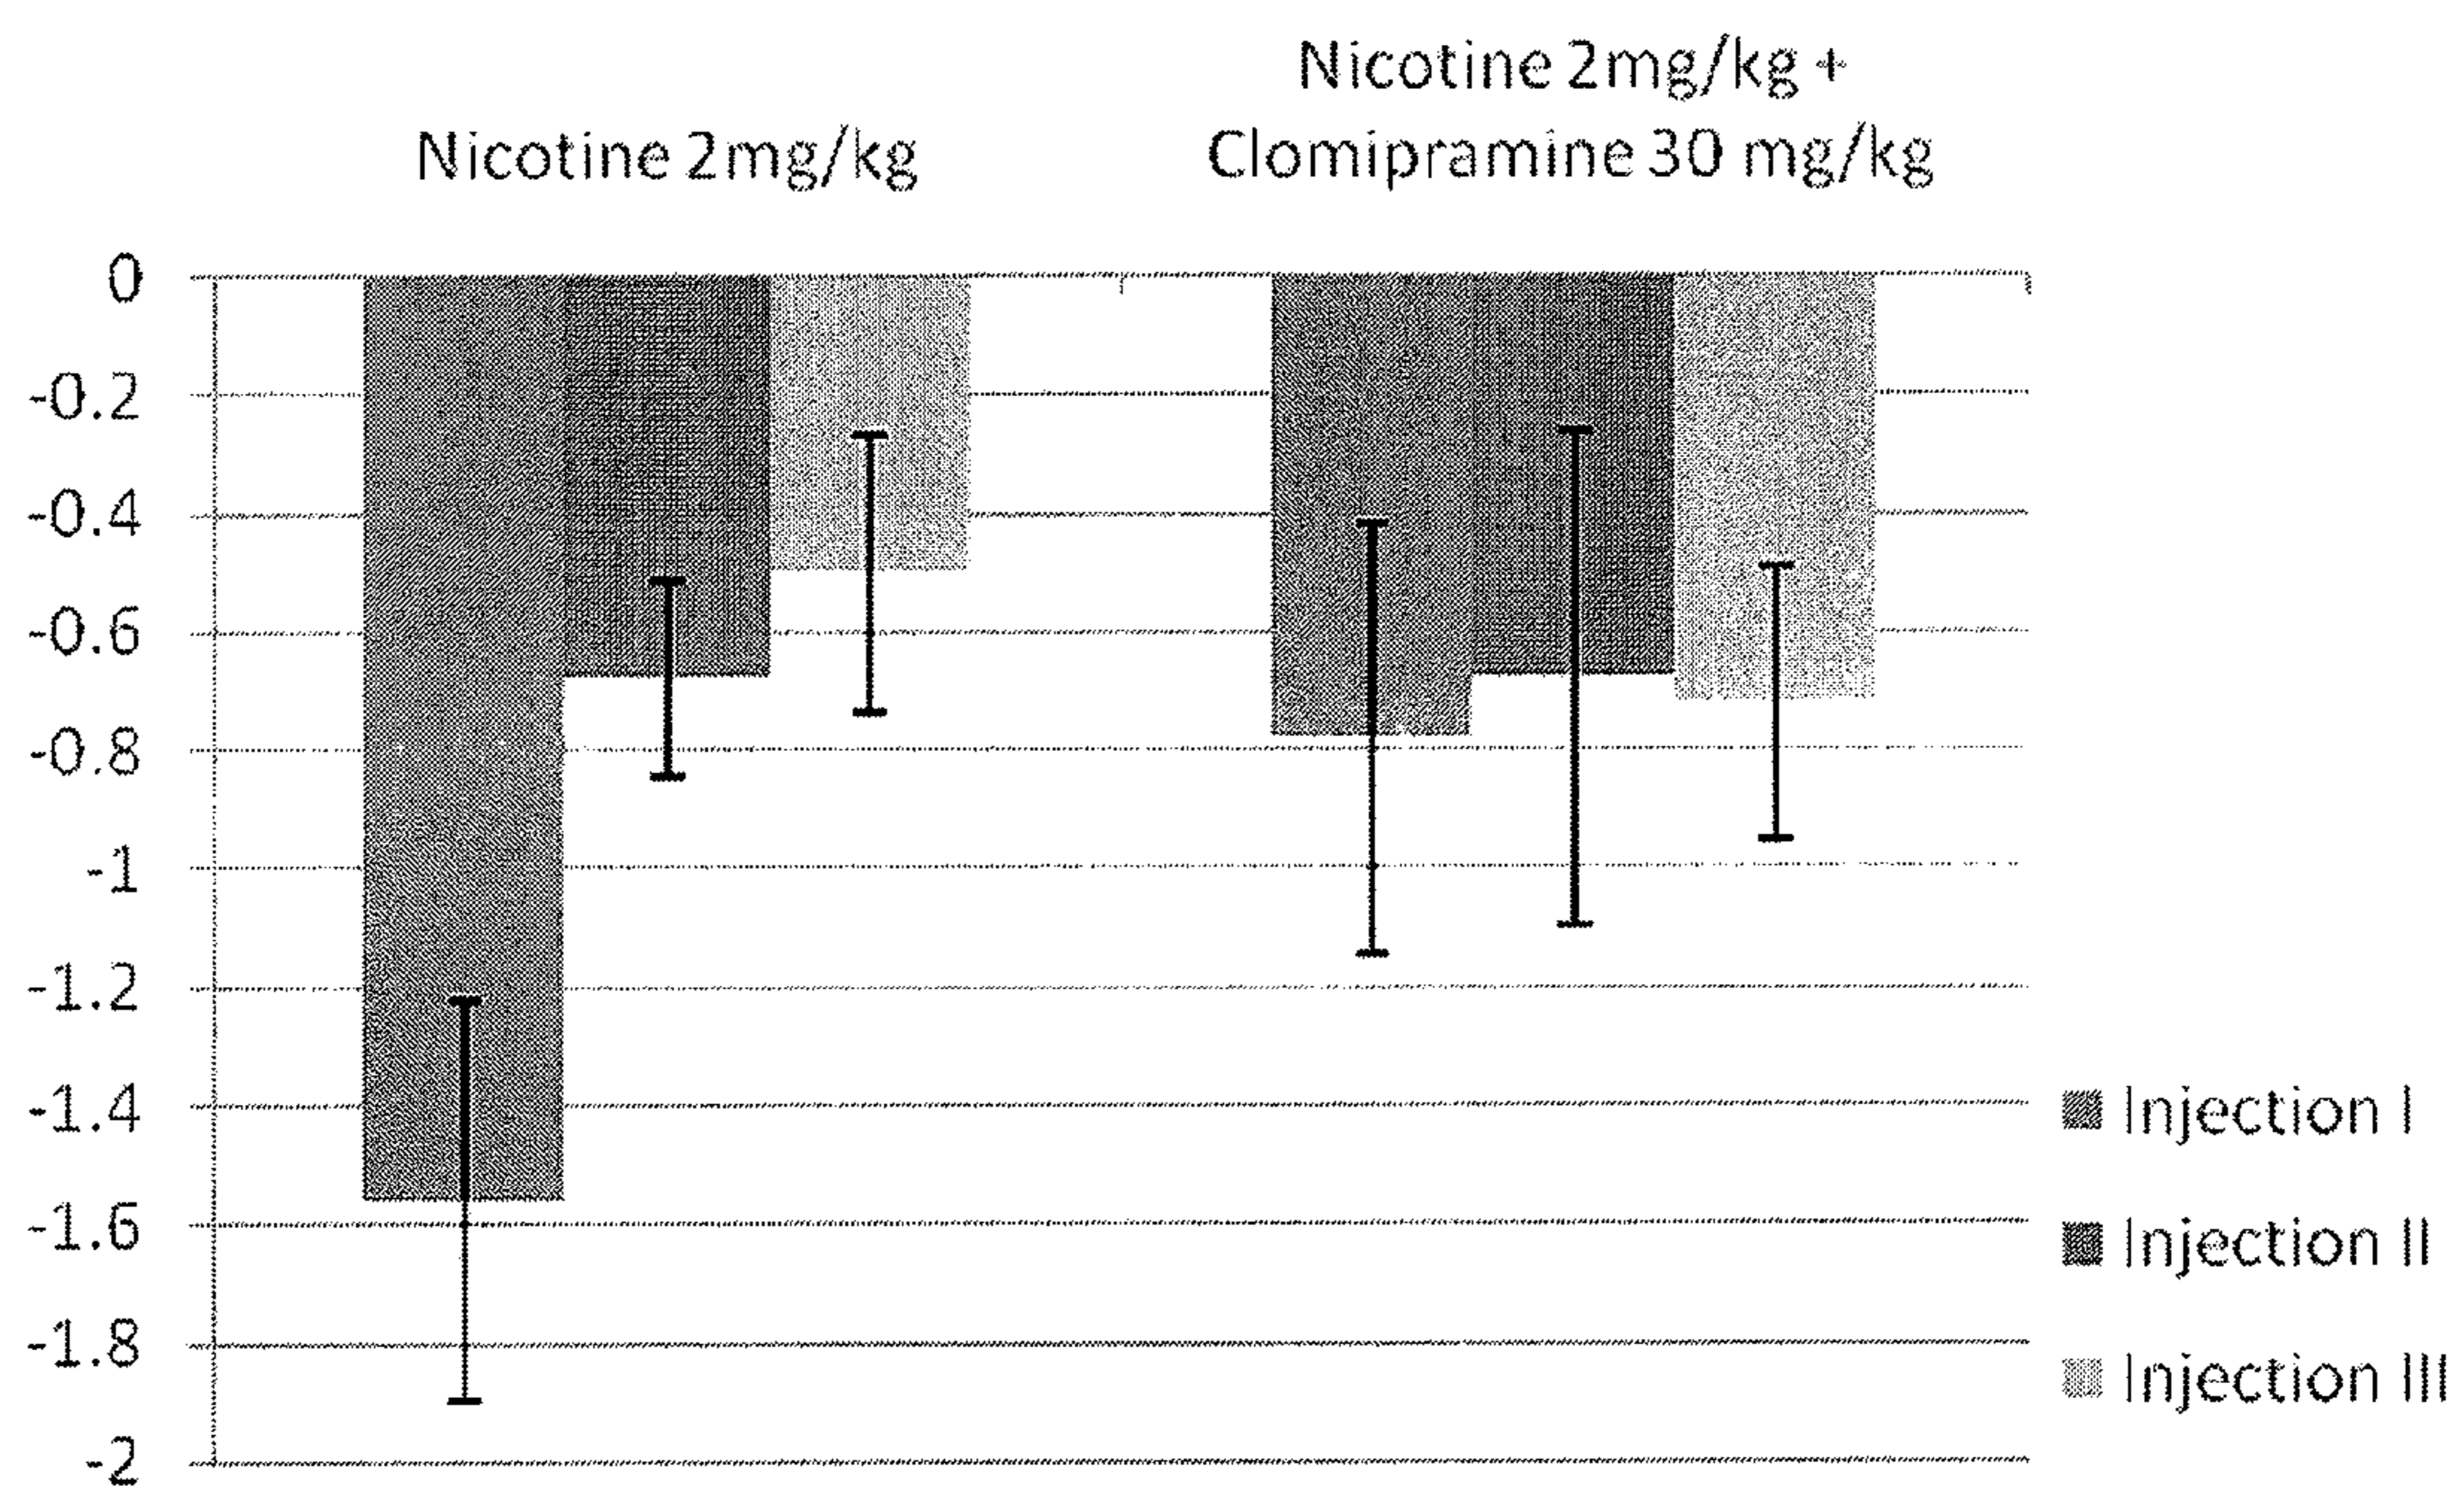 Nicotine 2mg/kg +
Nicotine 2mg/kg
Clomipramine 30 mg/kg
0
-0.2
-0.4
-0.6
-0.8
-1
-1.2
-1.4
-1.6
-1.8
-2
Injection I
Injection II
Injection III